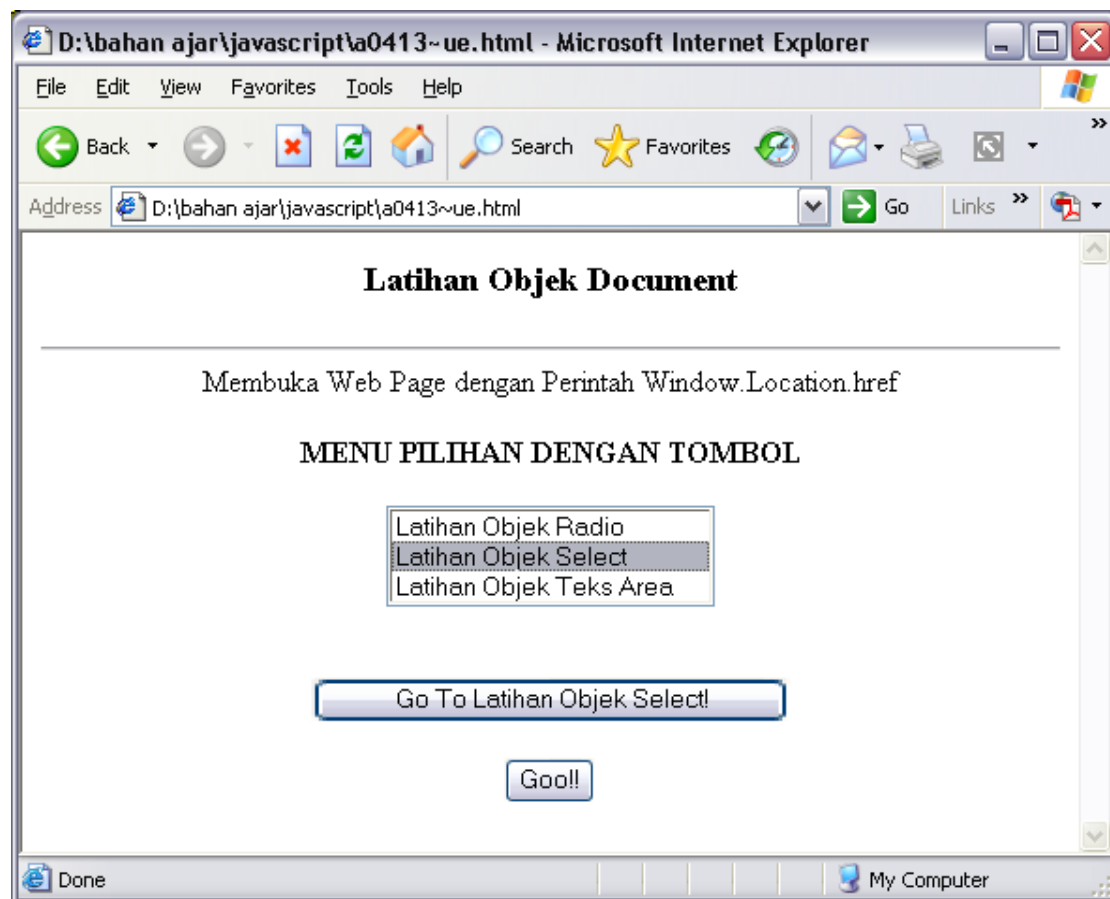 D:\bahan ajar\javascript\a0413~ue.html - Microsoft Internet Explorer
File Edit View Favorites Tools Help
Back Search Favorites »
Address D:\bahan ajar\javascript\a0413~ue.html Go Links »
Latihan Objek Document
Membuka Web Page dengan Perintah Window.Location.href
MENU PILIHAN DENGAN TOMBOL
Latihan Objek Radio
Latihan Objek Select
Latihan Objek Teks Area
Go To Latihan Objek Select!
Goo!!
Done My Computer